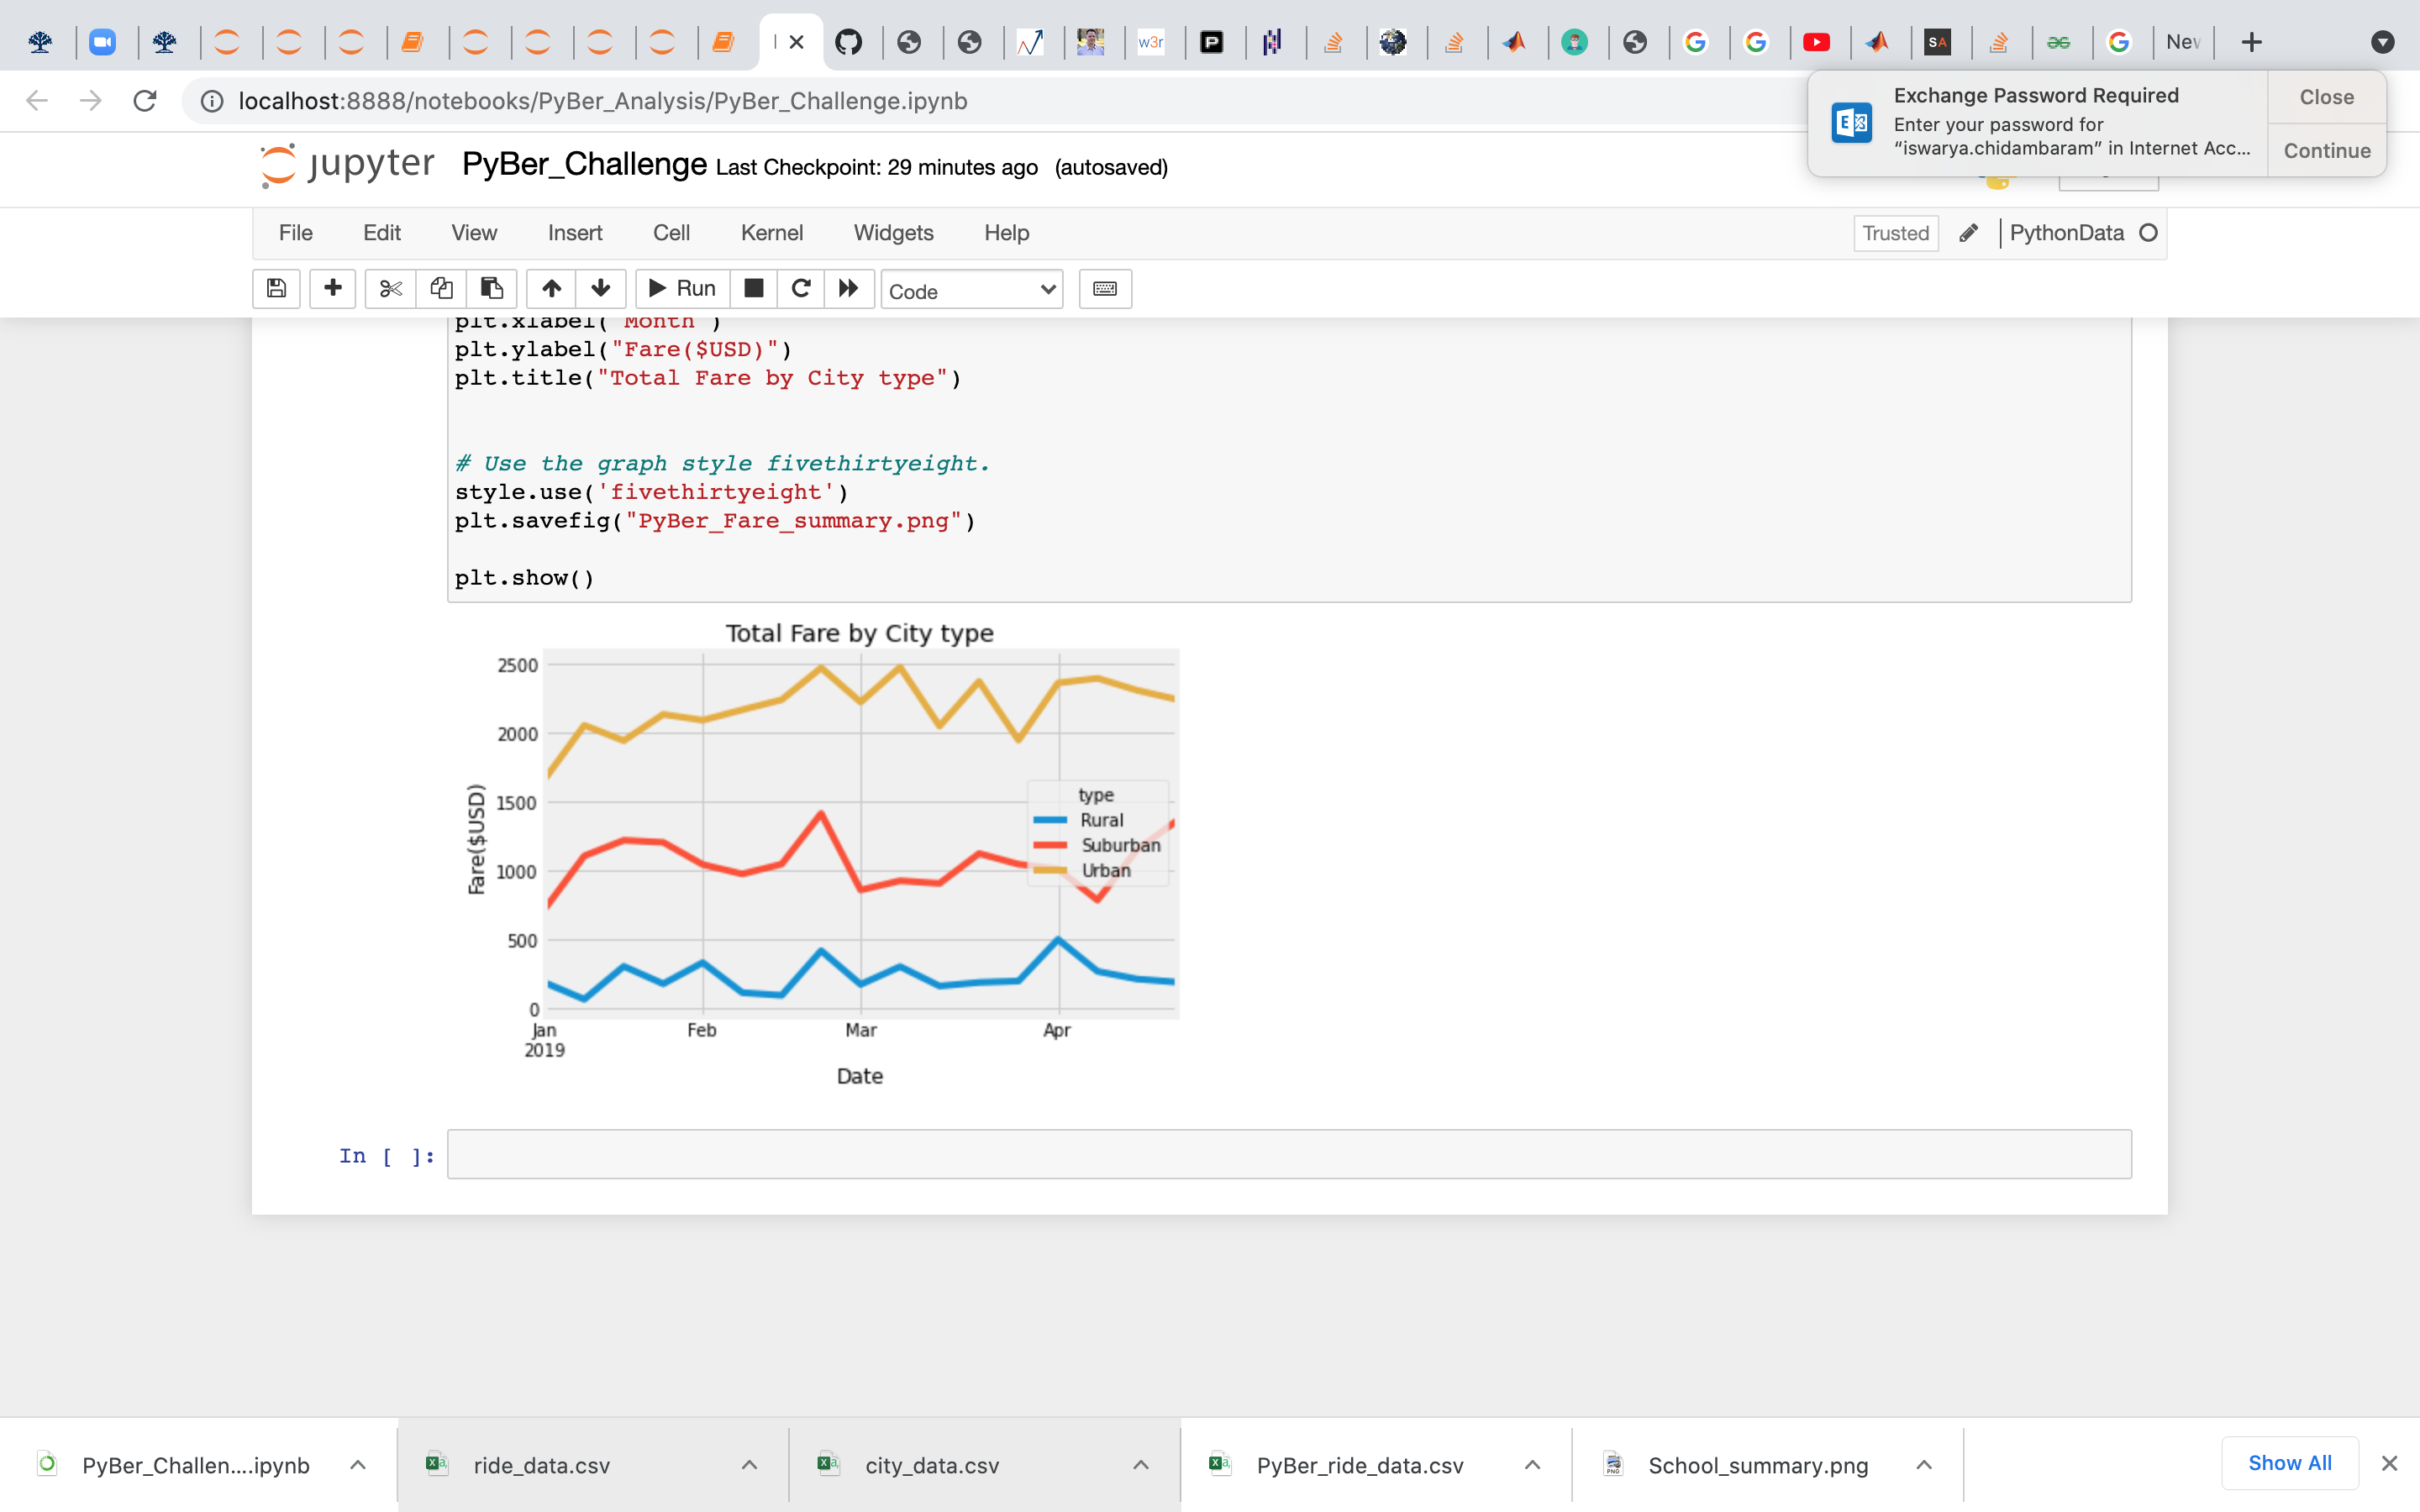 New
localhost:8888/notebooks/PyBer_Analysis/PyBer_Challenge.ipynb
Exchange Password Required
Enter your password for
“iswarya.chidambaram” in Internet Acc...
Close
Continue
jupyter PyBer_Challenge Last Checkpoint: 29 minutes ago (autosaved)
File Edit View Insert Cell Kernel Widgets Help
Trusted PythonData
Run Code
plt.xlabel("Month")
plt.ylabel("Fare($USD)")
plt.title("Total Fare by City type")
# Use the graph style fivethirtyeight.
style.use('fivethirtyeight')
plt.savefig("PyBer_Fare_summary.png")
plt.show()
Total Fare by City type
2500
2000
1500
1000
500
0
Fare($USD)
type
Rural
Suburban
Urban
Jan Feb Mar Apr
2019
Date
In [ ]:
PyBer_Challen....ipynb
ride_data.csv
city_data.csv
PyBer_ride_data.csv
School_summary.png
Show All